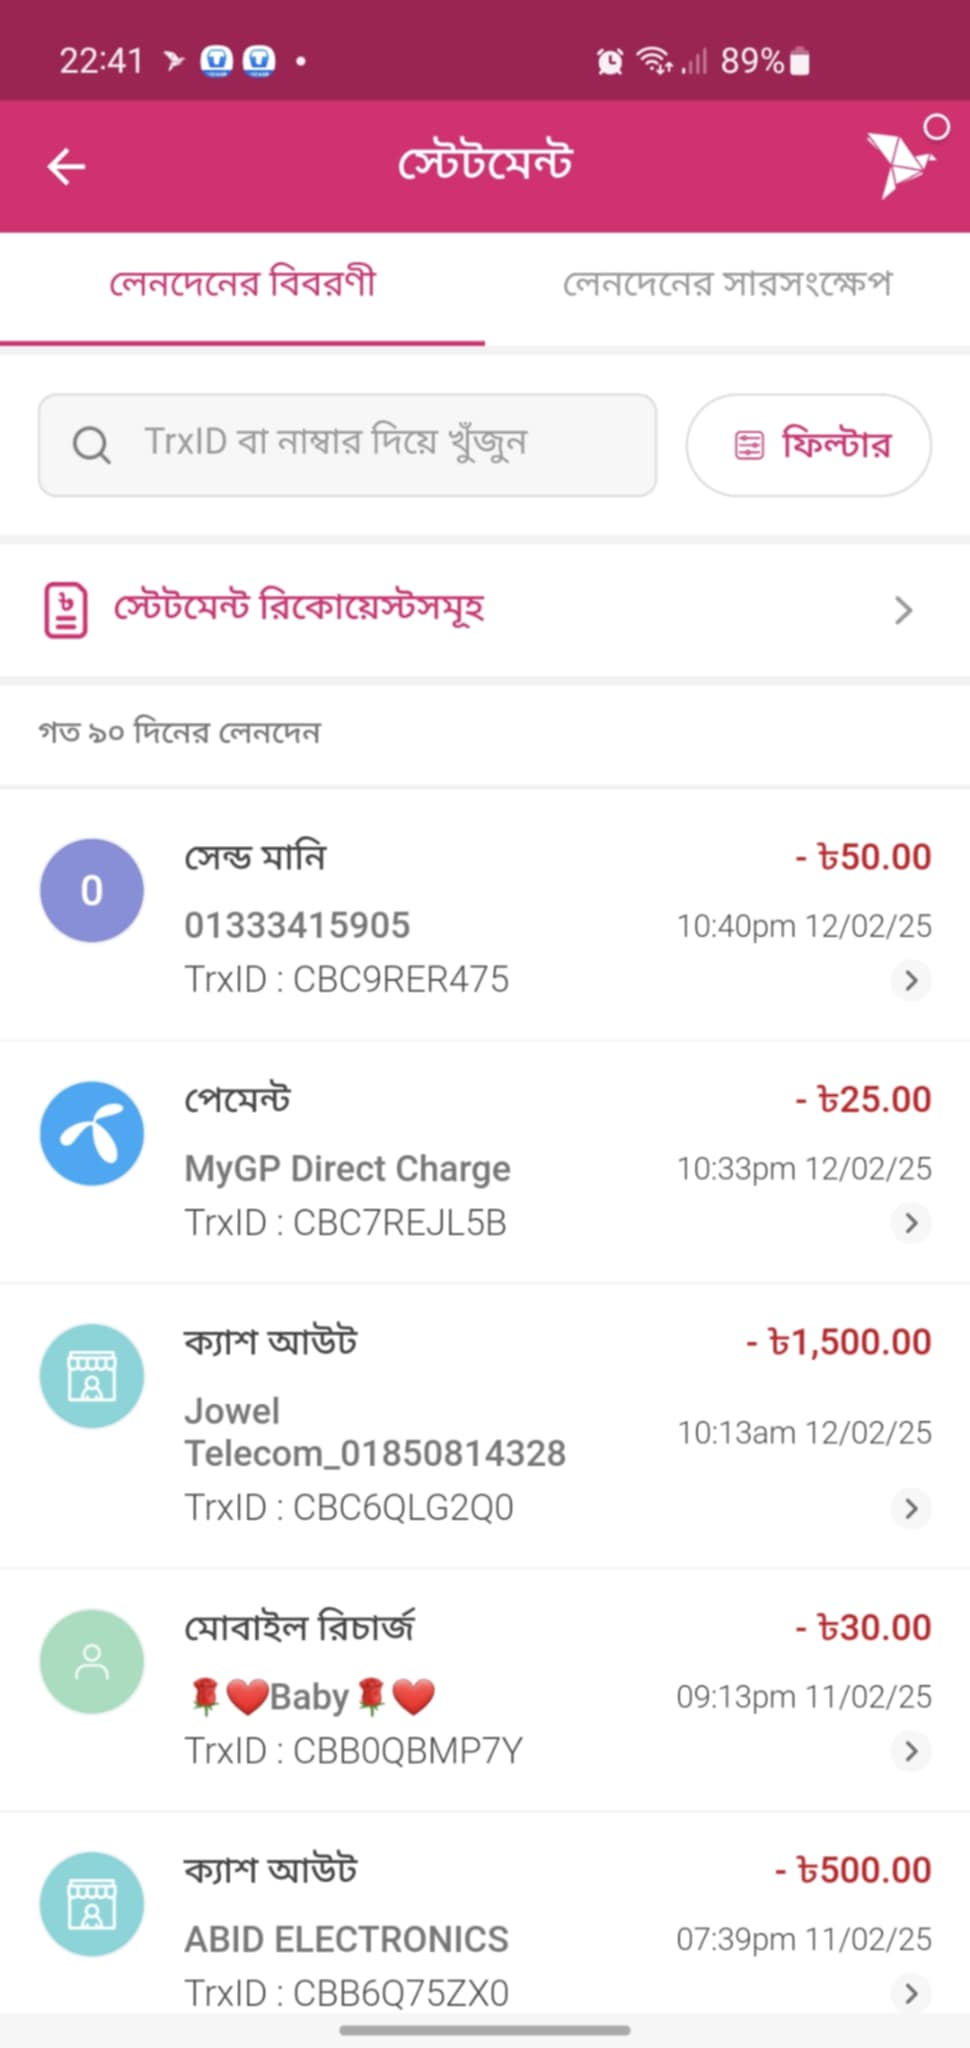 22:41
89%
স্টেটমেন্ট
লেনদেনের বিবরণী
লেনদেনের সারসংক্ষেপ
TrxID বা নাম্বার দিয়ে খুঁজুন
ফিল্টার
স্টেটমেন্ট রিকোয়েস্টসমূহ
গত ৯০ দিনের লেনদেন
0
সেন্ড মানি
- ৳50.00
01333415905
10:40pm 12/02/25
TrxID : CBC9RER475
পেমেন্ট
- ৳25.00
MyGP Direct Charge
10:33pm 12/02/25
TrxID : CBC7REJL5B
ক্যাশ আউট
- ৳1,500.00
Jowel
Telecom_01850814328
10:13am 12/02/25
TrxID : CBC6QLG2Q0
মোবাইল রিচার্জ
- ৳30.00
🌹❤️Baby🌹❤️
09:13pm 11/02/25
TrxID : CBB0QBMP7Y
ক্যাশ আউট
- ৳500.00
ABID ELECTRONICS
07:39pm 11/02/25
TrxID : CBB6Q75ZX0